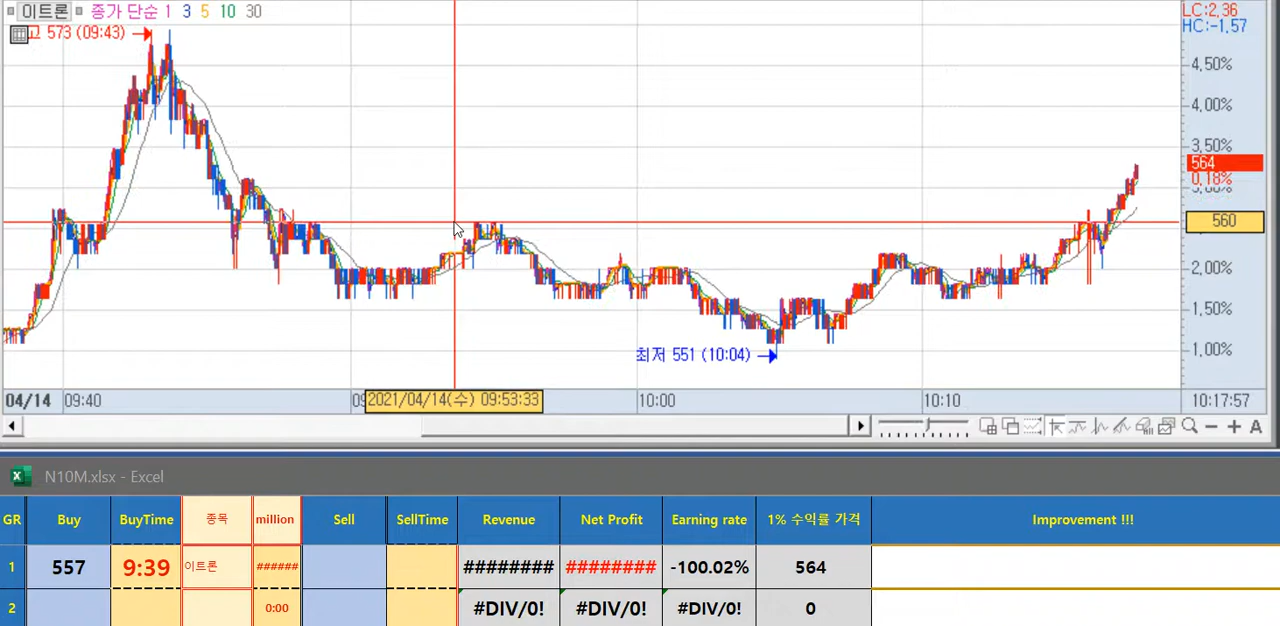 이트론 종가 단순 1 3 5 10 30
고 573 (09:43)
LC:2,36
HC:-1,57
4,50%
4,00%
3,50%
564
0,18%
3,00%
560
2,00%
1,50%
1,00%
최저 551 (10:04)
04/14 09:40 09 2021/04/14(수) 09:53:33 10:00 10:10 10:17:57
A
N10M.xlsx - Excel
GR Buy BuyTime 종목 million Sell SellTime Revenue Net Profit Earning rate 1% 수익률 가격 Improvement !!!
1 557 9:39 이트론 ###### ######## ######## -100.02% 564
2 0:00 #DIV/0! #DIV/0! #DIV/0! 0